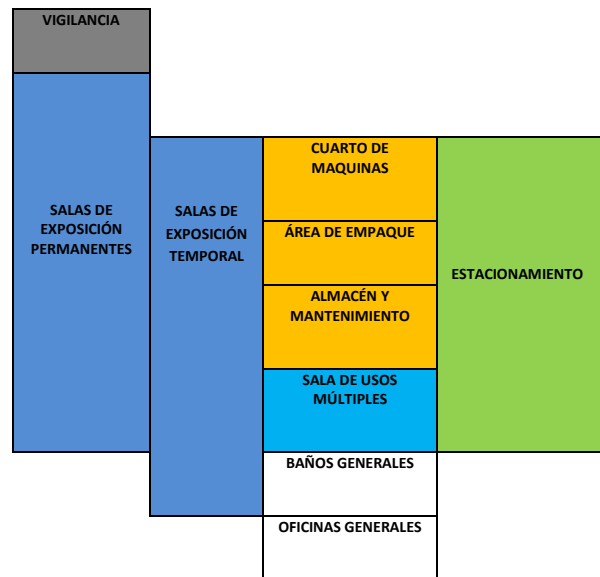 VIGILANCIA
SALAS DE
EXPOSICIÓN
PERMANENTES
SALAS DE
EXPOSICIÓN
TEMPORAL
CUARTO DE
MAQUINAS
ÁREA DE EMPAQUE
ALMACÉN Y
MANTENIMIENTO
SALA DE USOS
MÚLTIPLES
BAÑOS GENERALES
OFICINAS GENERALES
ESTACIONAMIENTO